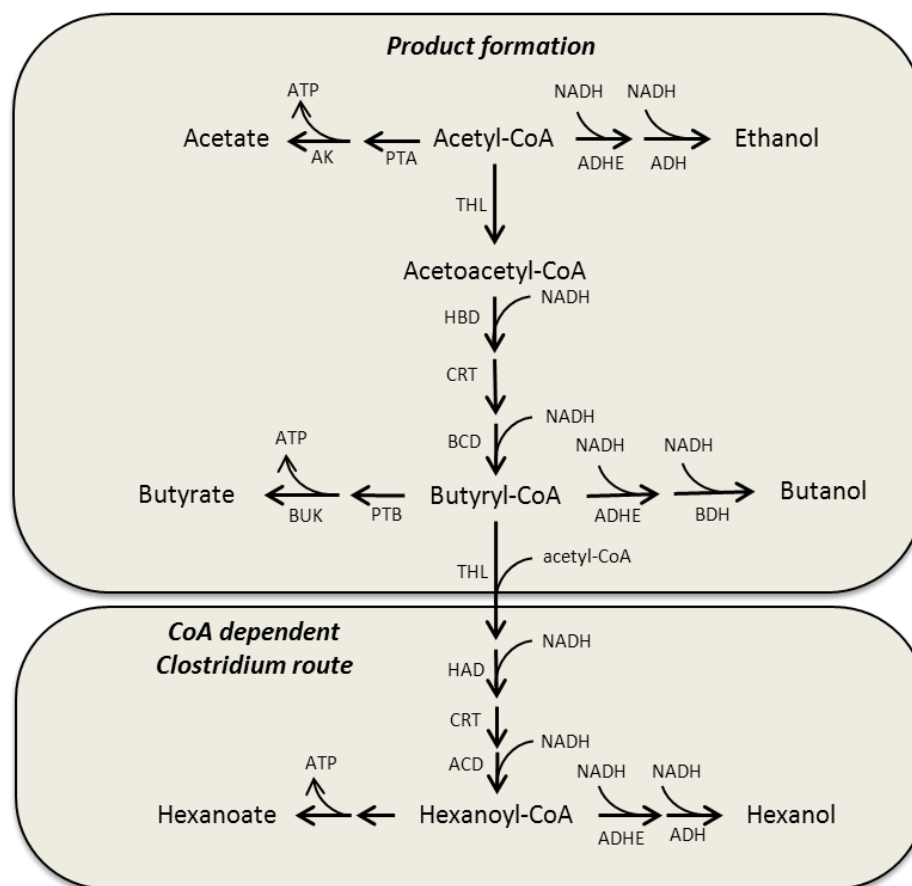 Product formation
ATP
NADH
NADH
Acetate
AK
PTA
Acetyl-CoA
ADHE
ADH
Ethanol
THL
Acetoacetyl-CoA
HBD
NADH
CRT
BCD
NADH
ATP
NADH
NADH
Butyrate
BUK
PTB
Butyryl-CoA
ADHE
BDH
Butanol
THL
acetyl-CoA
CoA dependent
Clostridium route
HAD
NADH
CRT
ACD
NADH
ATP
NADH
NADH
Hexanoate
Hexanoyl-CoA
ADHE
ADH
Hexanol